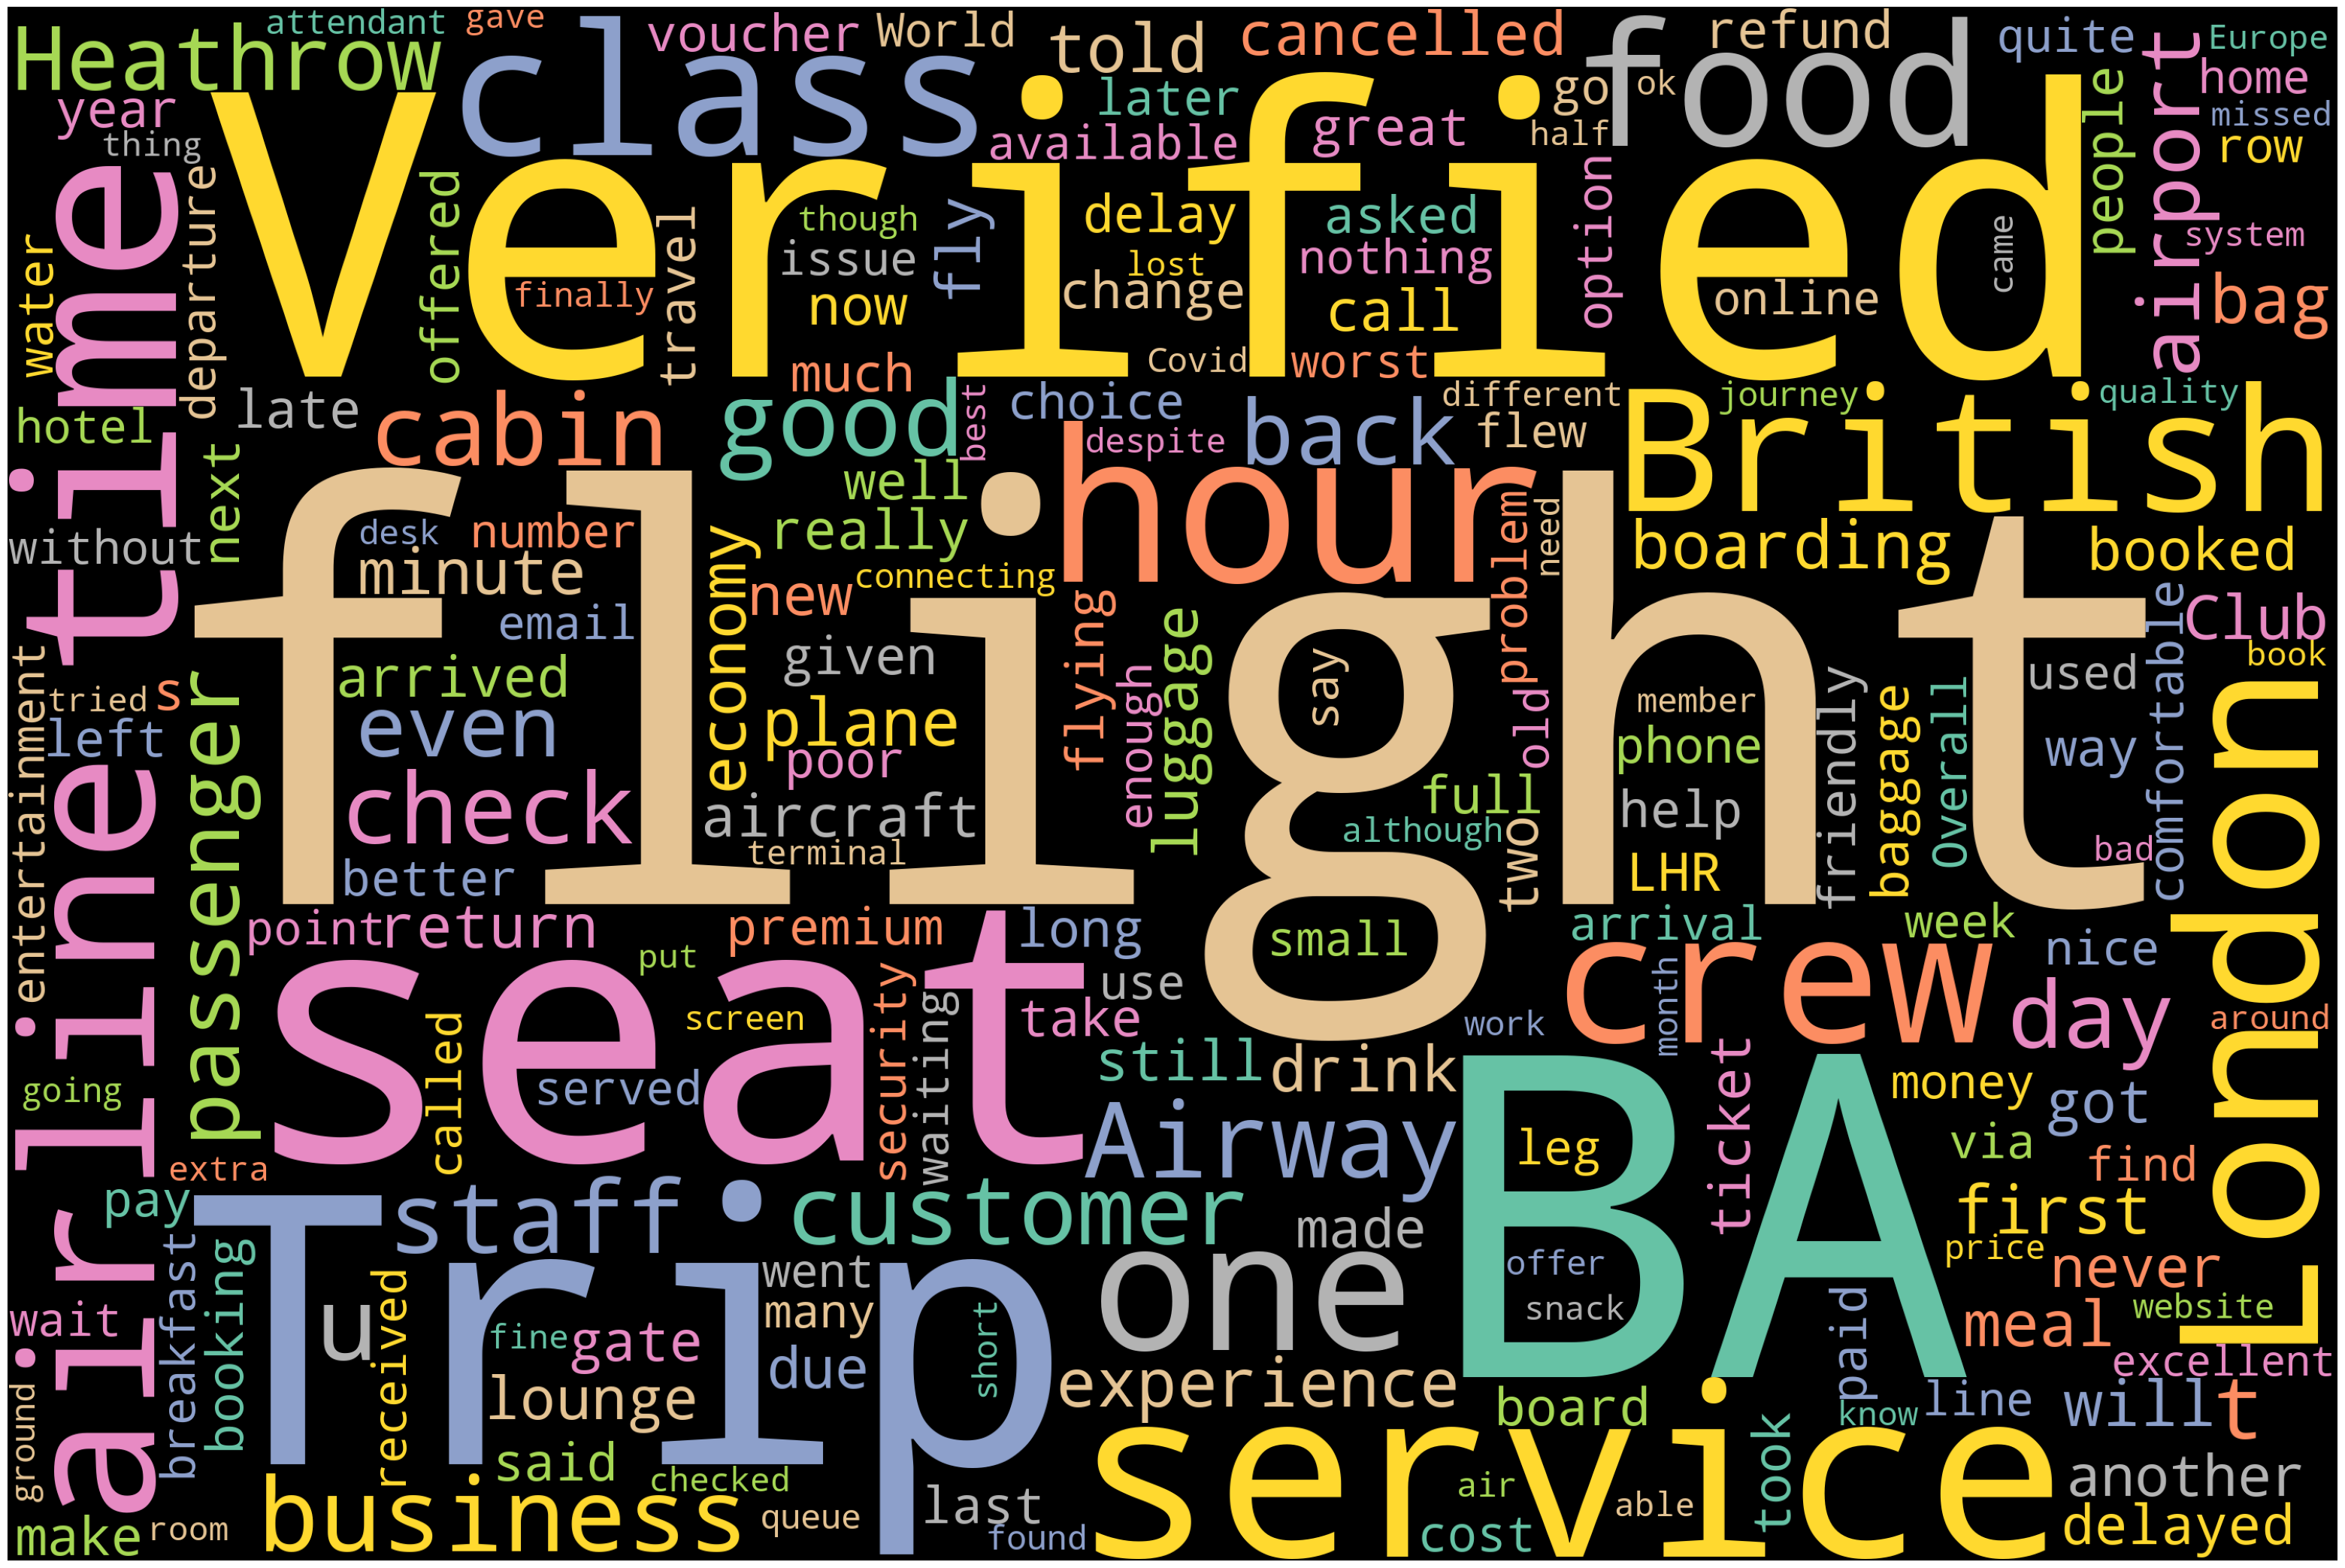 attendant
gave
Heathrow
class
voucher
World
told
cancelled
food
refund
quite
Europe
year
thing
Verified
later
available
great
go
ok
half
people
airport
home
missed
row
water
departure
offered
finally
travel
though
issue
now
fly
delay
lost
change
asked
nothing
call
option
online
came
system
bag
time
hotel
late
cabin
much
good
best
choice
despite
Covid
worst
back
different
flew
journey
quality
British
without
next
desk
number
minute
email
well
really
connecting
new
economy
hour
problem
need
boarding
booked
flight
entertainment
tried
s
left
passenger
arrived
even
check
better
given
plane
poor
aircraft
terminal
flying
enough
luggage
say
old
full
although
two
member
phone
help
LHR
friendly
baggage
Overall
used
way
comfortable
Club
book
bad
London
airline
point
return
premium
long
small
arrival
week
nice
put
seat
screen
security
waiting
use
take
crew
work
month
day
around
going
called
served
still
drink
ticket
money
got
extra
pay
Airway
BA
leg
via
find
first
price
never
Trip
staff
customer
made
one
offer
snack
wait
breakfast
booking
u
received
fine
gate
went
many
due
short
lounge
experience
paid
meal
website
excellent
ground
said
checked
business
queue
last
found
service
board
air
cost
able
took
know
line
will
t
another
delayed
make
room